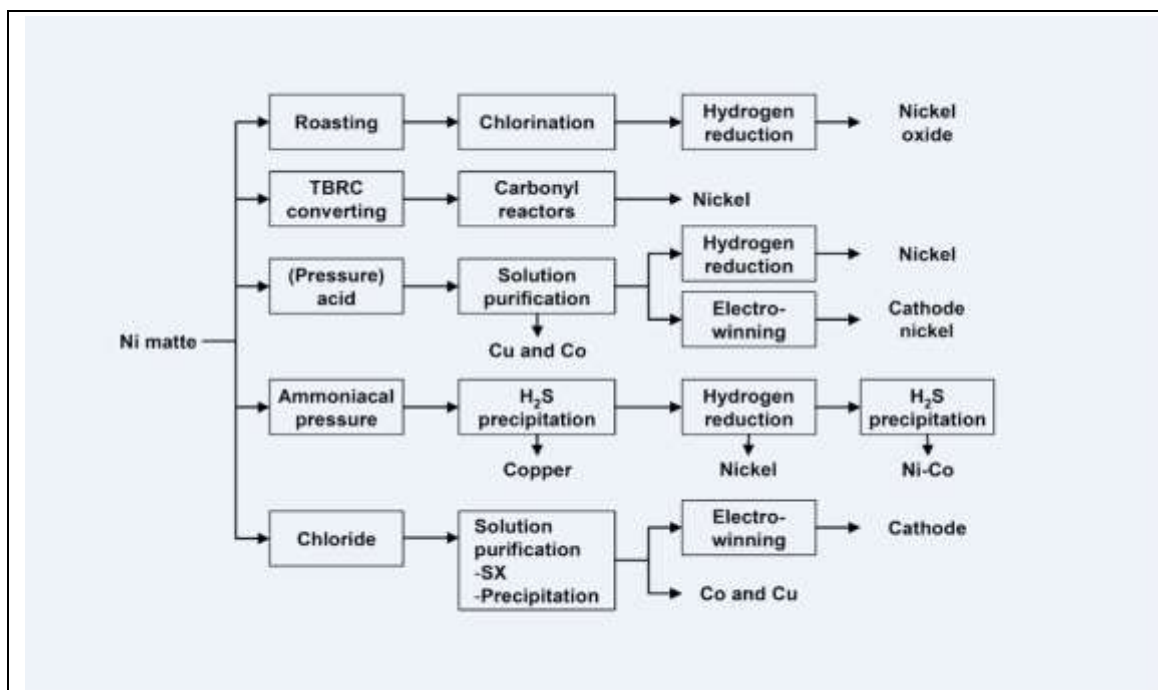 Roasting
Chlorination
Hydrogen
reduction
Nickel
oxide
TBRC
converting
Carbonyl
reactors
Nickel
(Pressure)
acid
Solution
purification
Hydrogen
reduction
Nickel
Electro-
winning
Cathode
nickel
Cu and Co
Ni matte
Ammoniacal
pressure
H₂S
precipitation
Hydrogen
reduction
H₂S
precipitation
Copper
Nickel
Ni-Co
Chloride
Solution
purification
-SX
-Precipitation
Electro-
winning
Cathode
Co and Cu